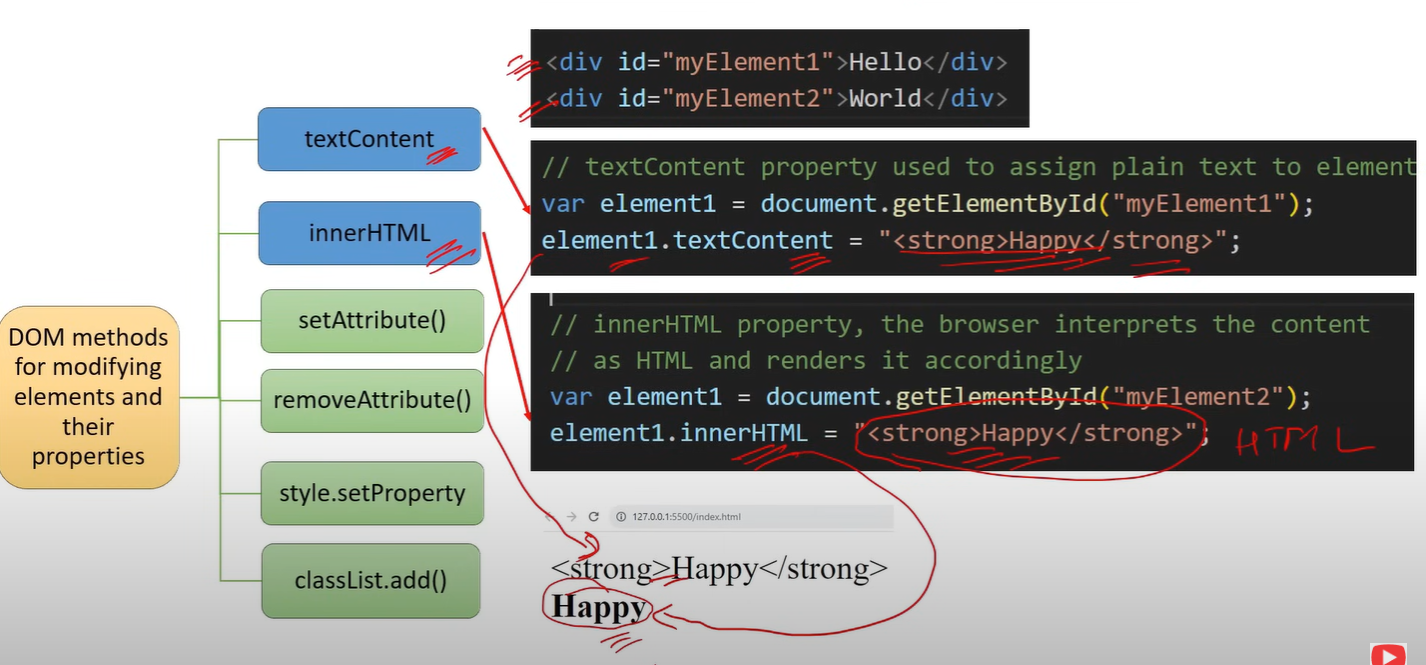 DOM methods
for modifying
elements and
their
properties
textContent
innerHTML
setAttribute()
removeAttribute()
style.setProperty
classList.add()
<div id="myElement1">Hello</div>
<div id="myElement2">World</div>
// textContent property used to assign plain text to element
var element1 = document.getElementById("myElement1");
element1.textContent = "<strong>Happy</strong>";
// innerHTML property, the browser interprets the content
// as HTML and renders it accordingly
var element1 = document.getElementById("myElement2");
element1.innerHTML = "<strong>Happy</strong>";
HTML
127.0.0.1:5500/index.html
<strong>Happy</strong>
Happy